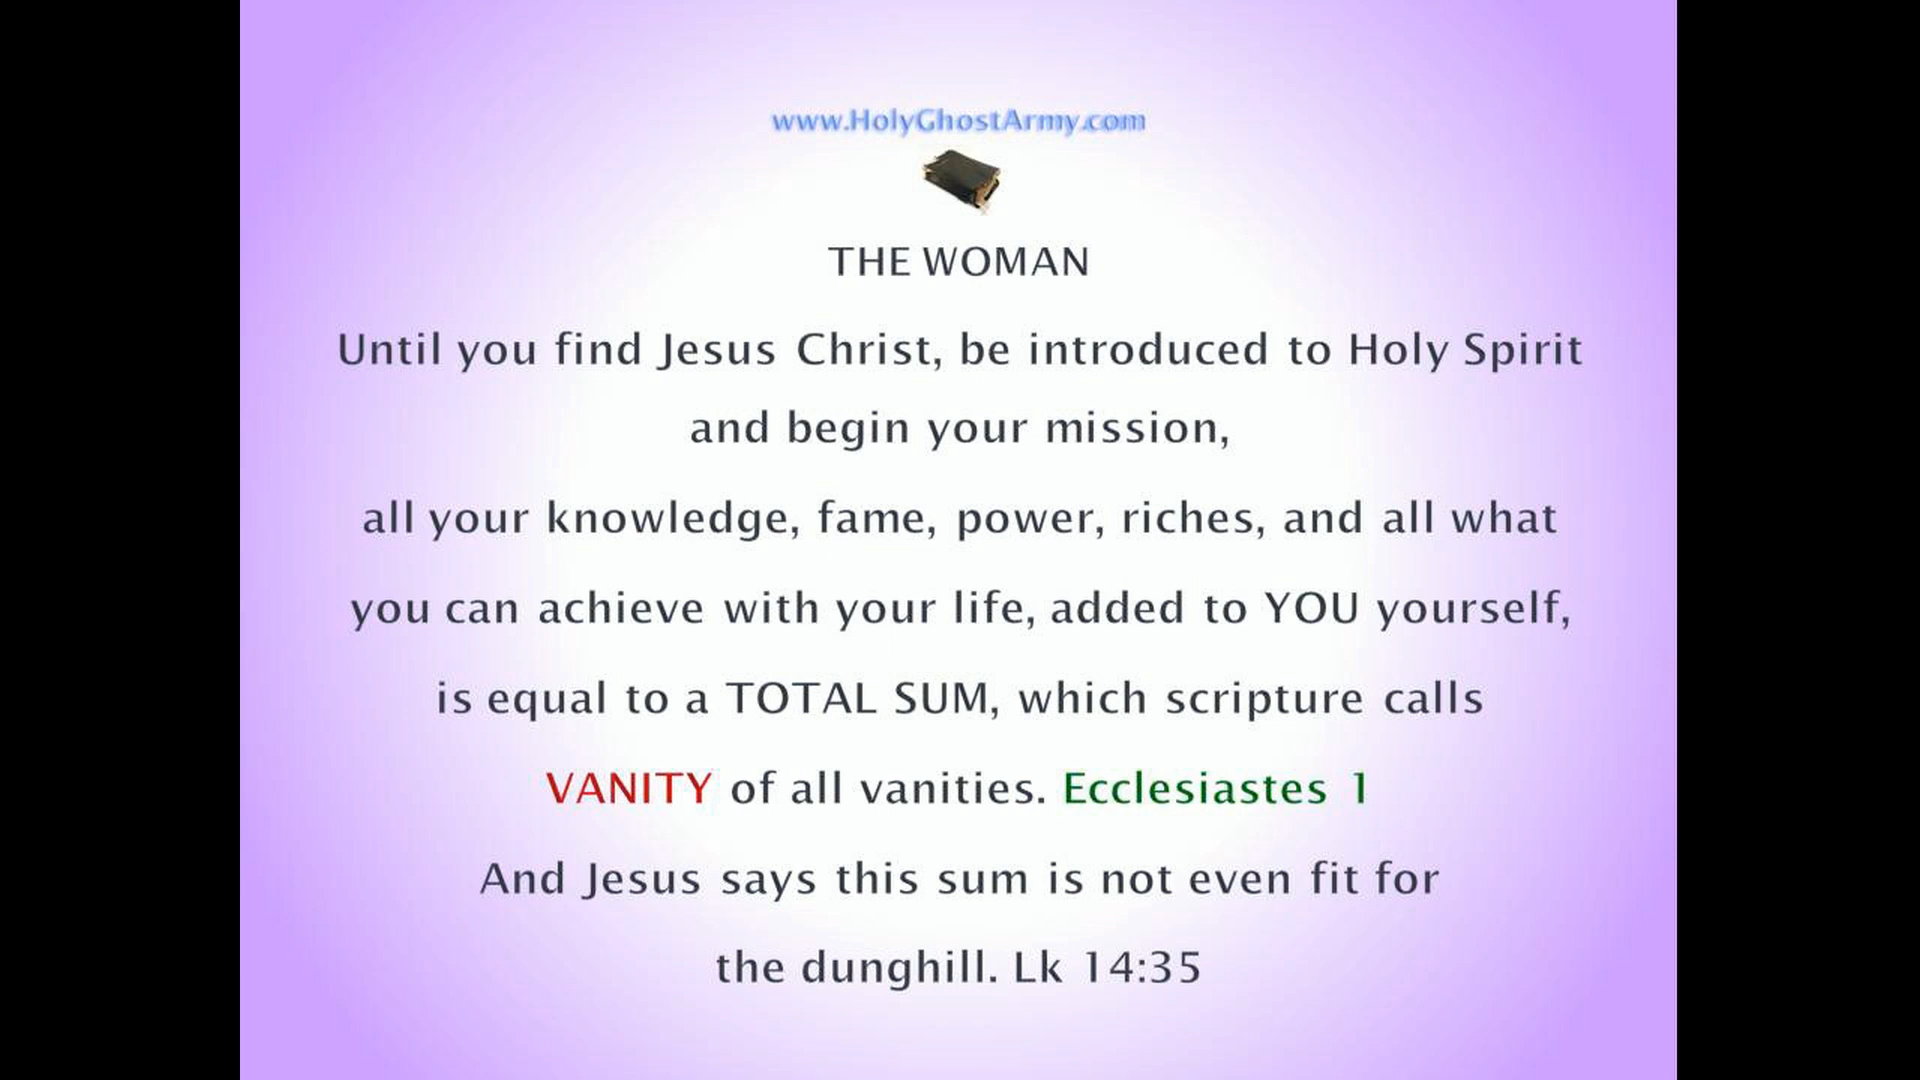 www.HolyGhostArmy.com
THE WOMAN
Until you find Jesus Christ, be introduced to Holy Spirit
and begin your mission,
all your knowledge, fame, power, riches, and all what
you can achieve with your life, added to YOU yourself,
is equal to a TOTAL SUM, which scripture calls
VANITY of all vanities. Ecclesiastes 1
And Jesus says this sum is not even fit for
the dunghill. Lk 14:35